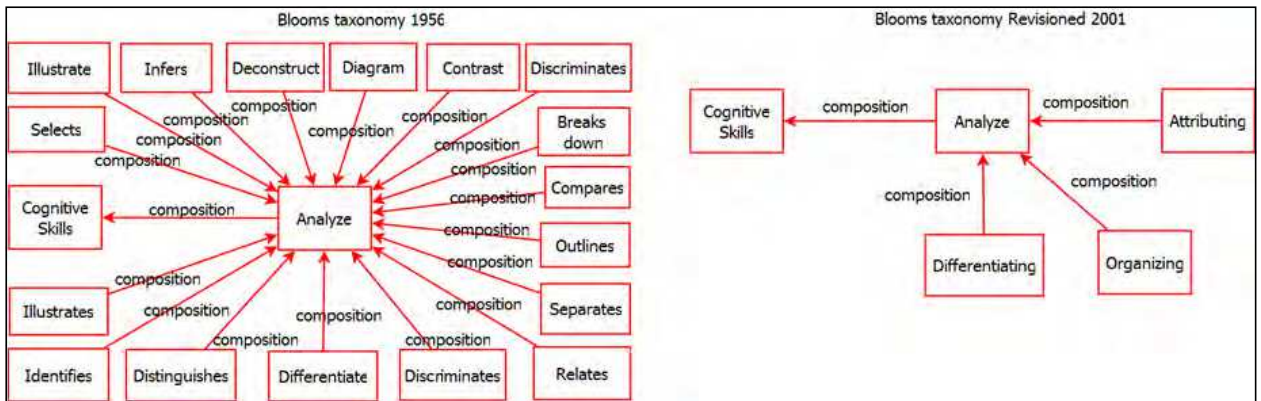 Blooms taxonomy 1956
Illustrate
Infers
Deconstruct
Diagram
Contrast
Discriminates
composition
composition
composition
composition
composition
Selects
composition
composition
composition
Breaks
down
composition
composition
Compares
Cognitive
Skills
composition
Analyze
composition
Outlines
composition
composition
composition
Illustrates
composition
composition
Separates
composition
composition
composition
Identifies
Distinguishes
Differentiate
Discriminates
Relates
Blooms taxonomy Revisioned 2001
Cognitive
Skills
composition
Analyze
composition
Attributing
composition
composition
Differentiating
Organizing